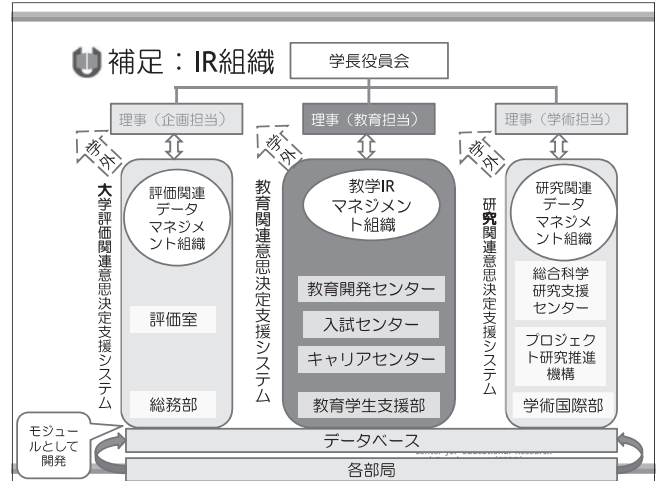 補足：IR組織
学長役員会
理事（企画担当）
理事（教育担当）
理事（学術担当）
学外
学外
学外
大学評価関連意思決定支援システム
評価関連
データ
マネジメ
ント組織
評価室
総務部
教育関連意思決定支援システム
教学IR
マネジメン
ト組織
教育開発センター
入試センター
キャリアセンター
教育学生支援部
研究関連意思決定支援システム
研究関連
データ
マネジメ
ント組織
総合科学
研究支援
センター
プロジェク
ト研究推進
機構
学術国際部
モジュー
ルとして
開発
データベース
各部局